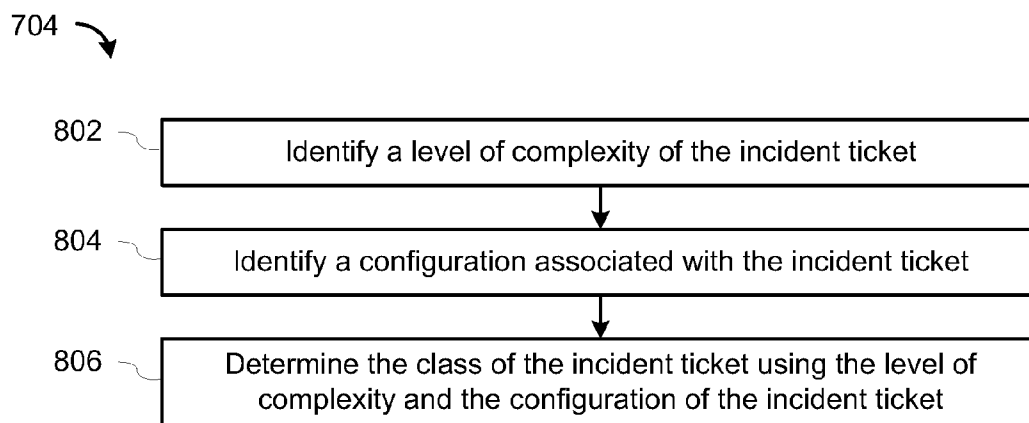 704
802
Identify a level of complexity of the incident ticket
804
Identify a configuration associated with the incident ticket
806
Determine the class of the incident ticket using the level of
complexity and the configuration of the incident ticket